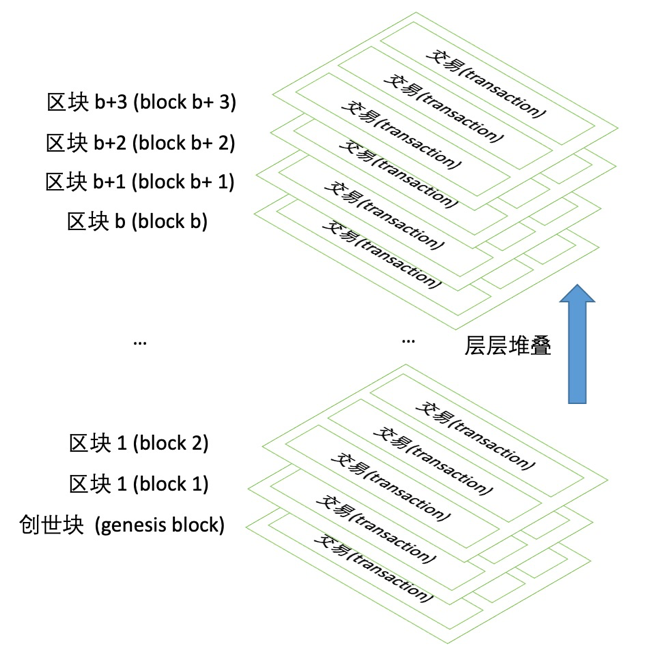 交易(transaction)
交易(transaction)
区块 b+3 (block b+ 3)
交易(transaction)
区块 b+2 (block b+ 2)
交易(transaction)
区块 b+1 (block b+ 1)
交易(transaction)
区块 b (block b)
交易(transaction)
...
...
层层堆叠
交易(transaction)
区块 1 (block 2)
交易(transaction)
交易(transaction)
区块 1 (block 1)
交易(transaction)
创世块 (genesis block)
交易(transaction)